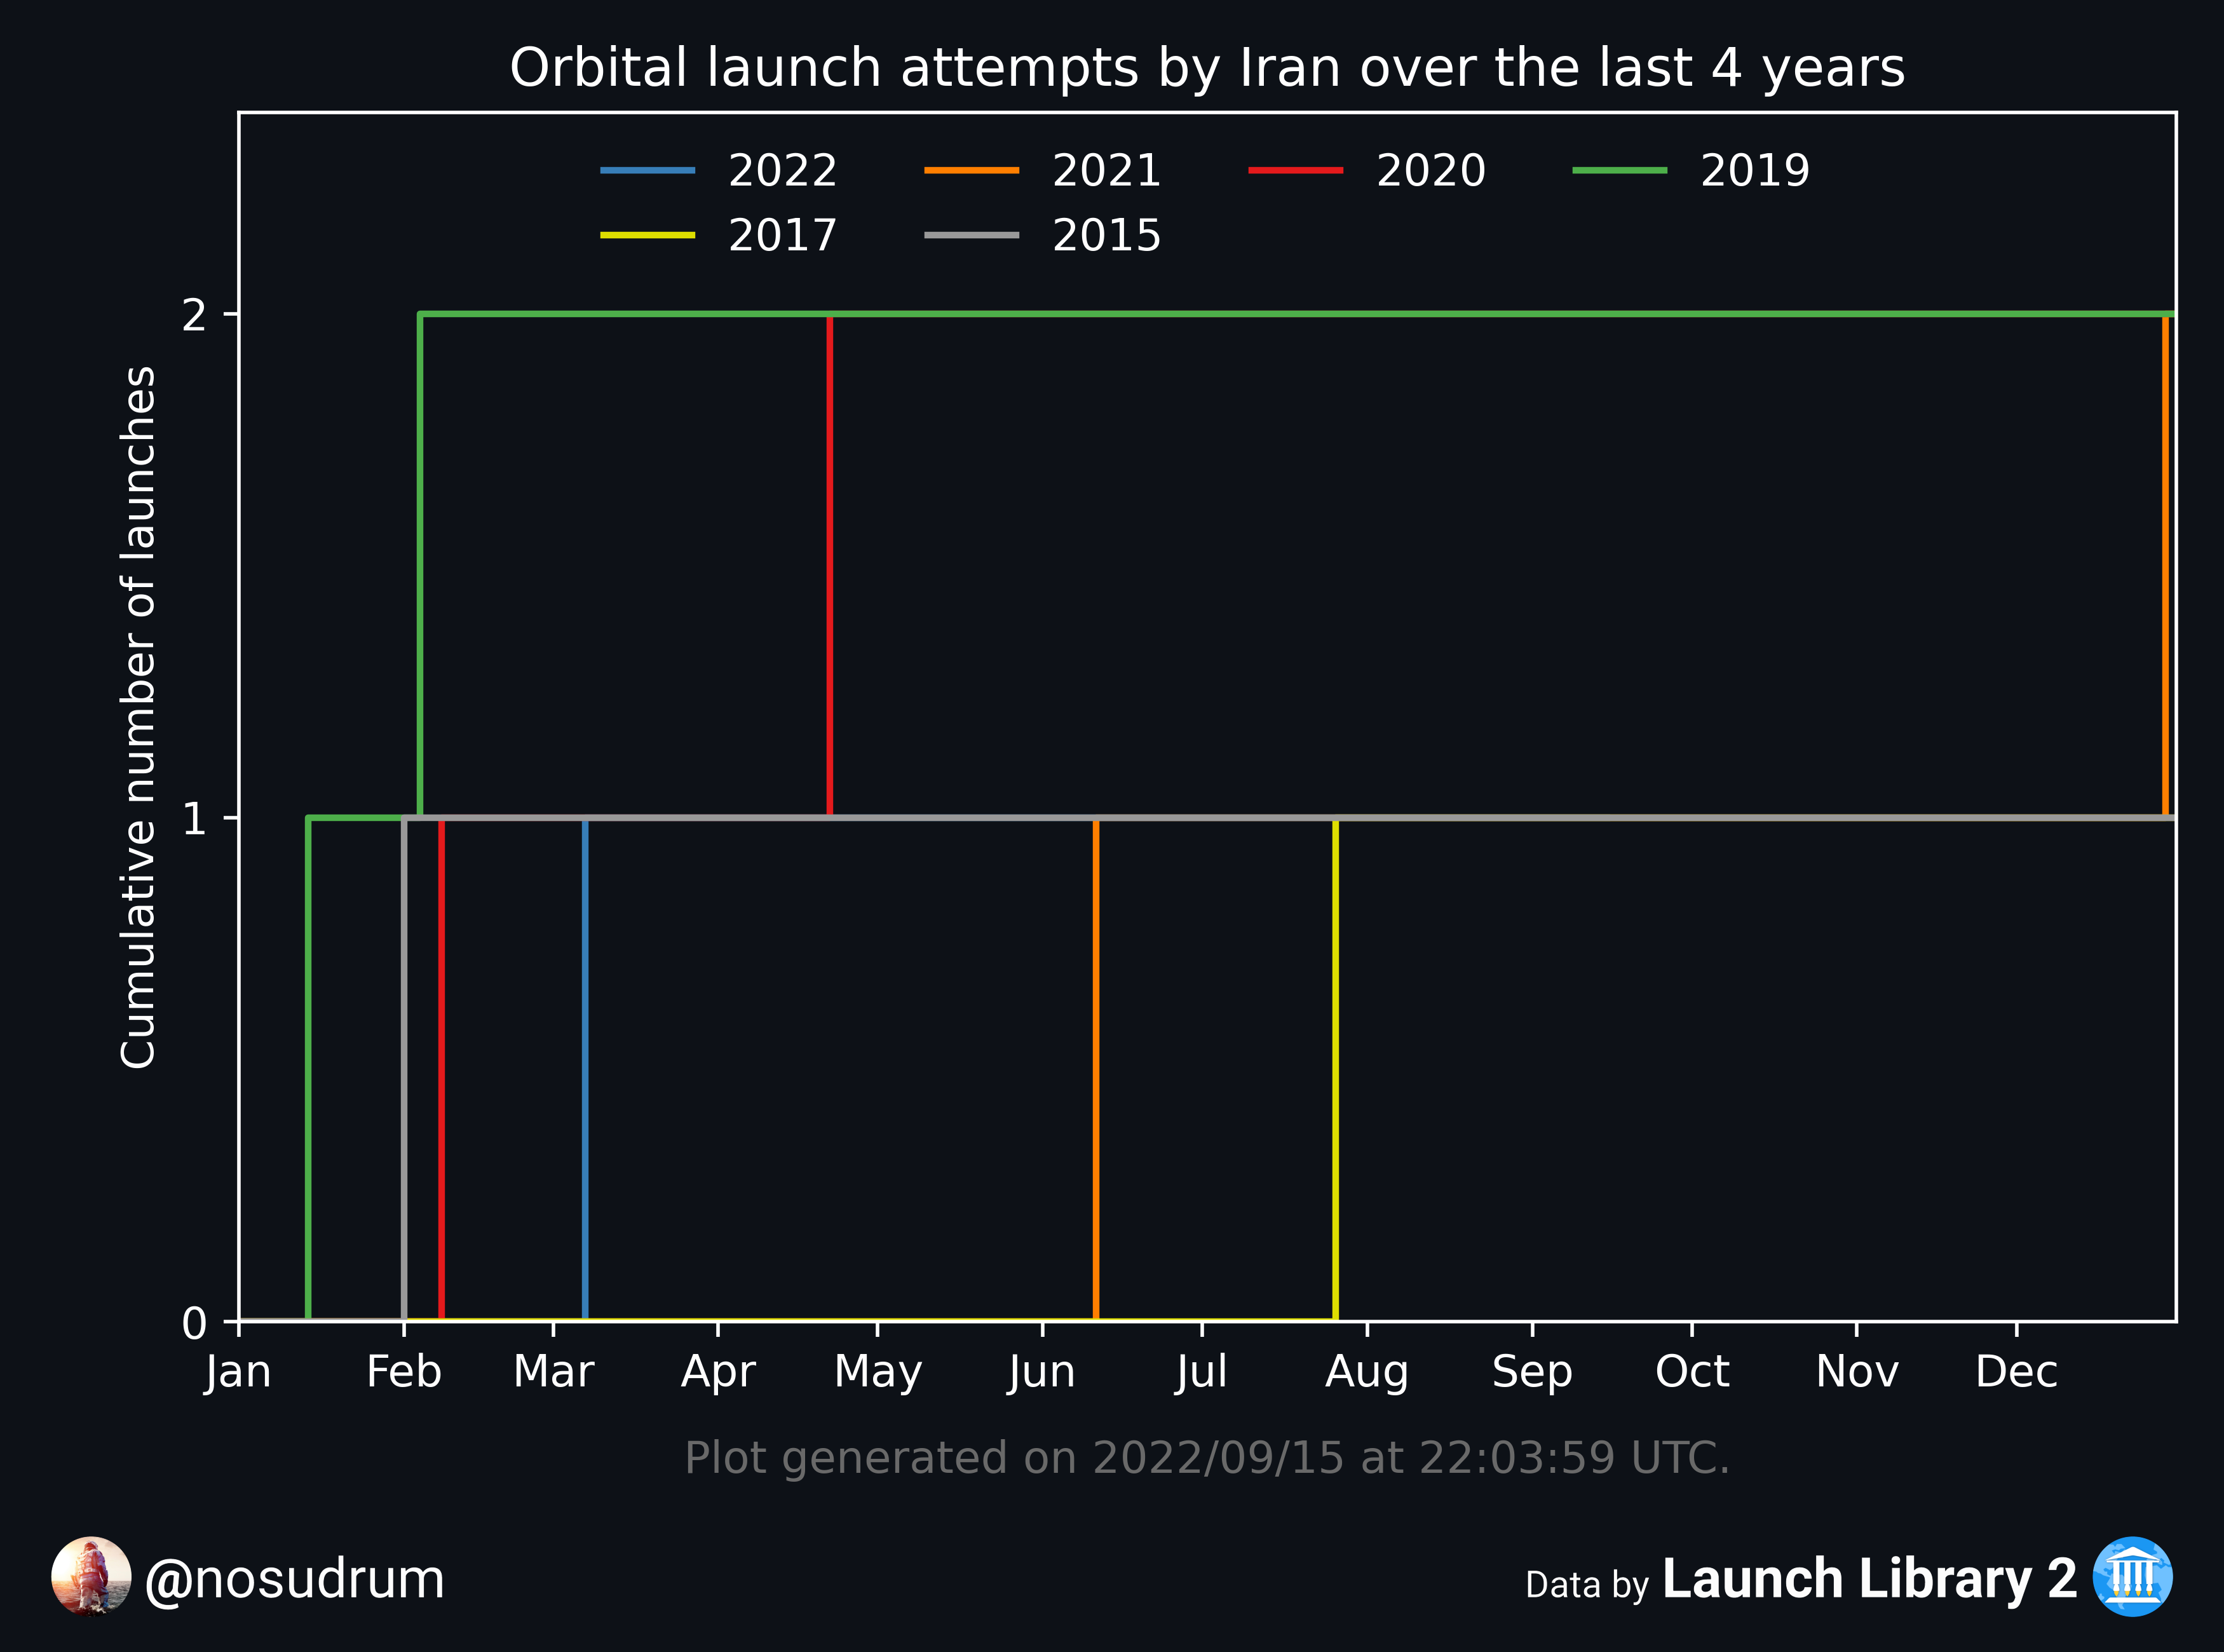 Orbital launch attempts by Iran over the last 4 years
2022 2021 2020 2019
2017 2015
Cumulative number of launches
2
1
0
Jan Feb Mar Apr May Jun Jul Aug Sep Oct Nov Dec
Plot generated on 2022/09/15 at 22:03:59 UTC.
@nosudrum
Data by Launch Library 2